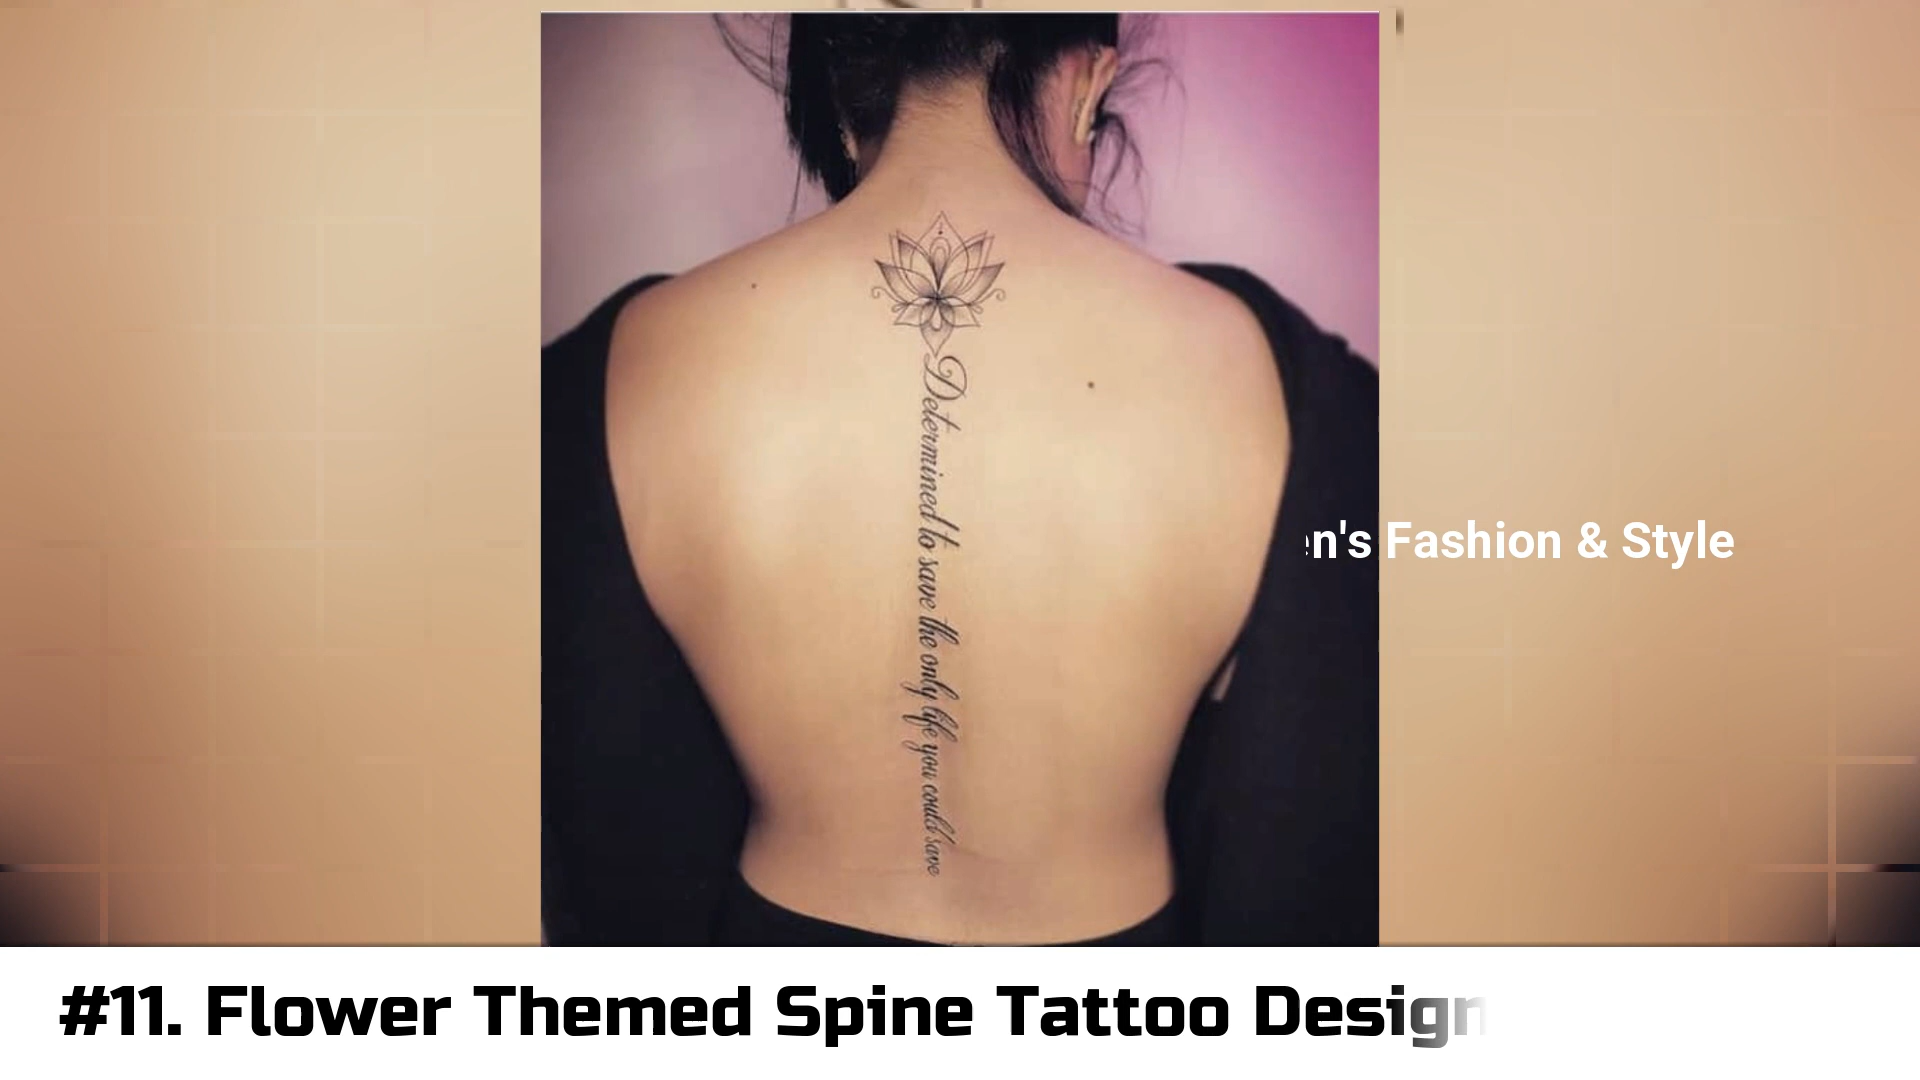 Determined to save the only life you could save
en's Fashion & Style
#11. Flower Themed Spine Tattoo Design